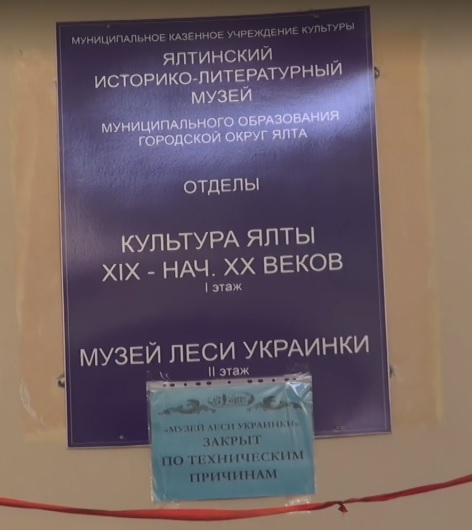 МУНИЦИПАЛЬНОЕ КАЗЁННОЕ УЧРЕЖДЕНИЕ КУЛЬТУРЫ
ЯЛТИНСКИЙ
ИСТОРИКО-ЛИТЕРАТУРНЫЙ
МУЗЕЙ
МУНИЦИПАЛЬНОГО ОБРАЗОВАНИЯ
ГОРОДСКОЙ ОКРУГ ЯЛТА
ОТДЕЛЫ
КУЛЬТУРА ЯЛТЫ
XIX - НАЧ. XX ВЕКОВ
I этаж
МУЗЕЙ ЛЕСИ УКРАИНКИ
II этаж
«МУЗЕЙ ЛЕСИ УКРАИНКИ»
ЗАКРЫТ
ПО ТЕХНИЧЕСКИМ
ПРИЧИНАМ